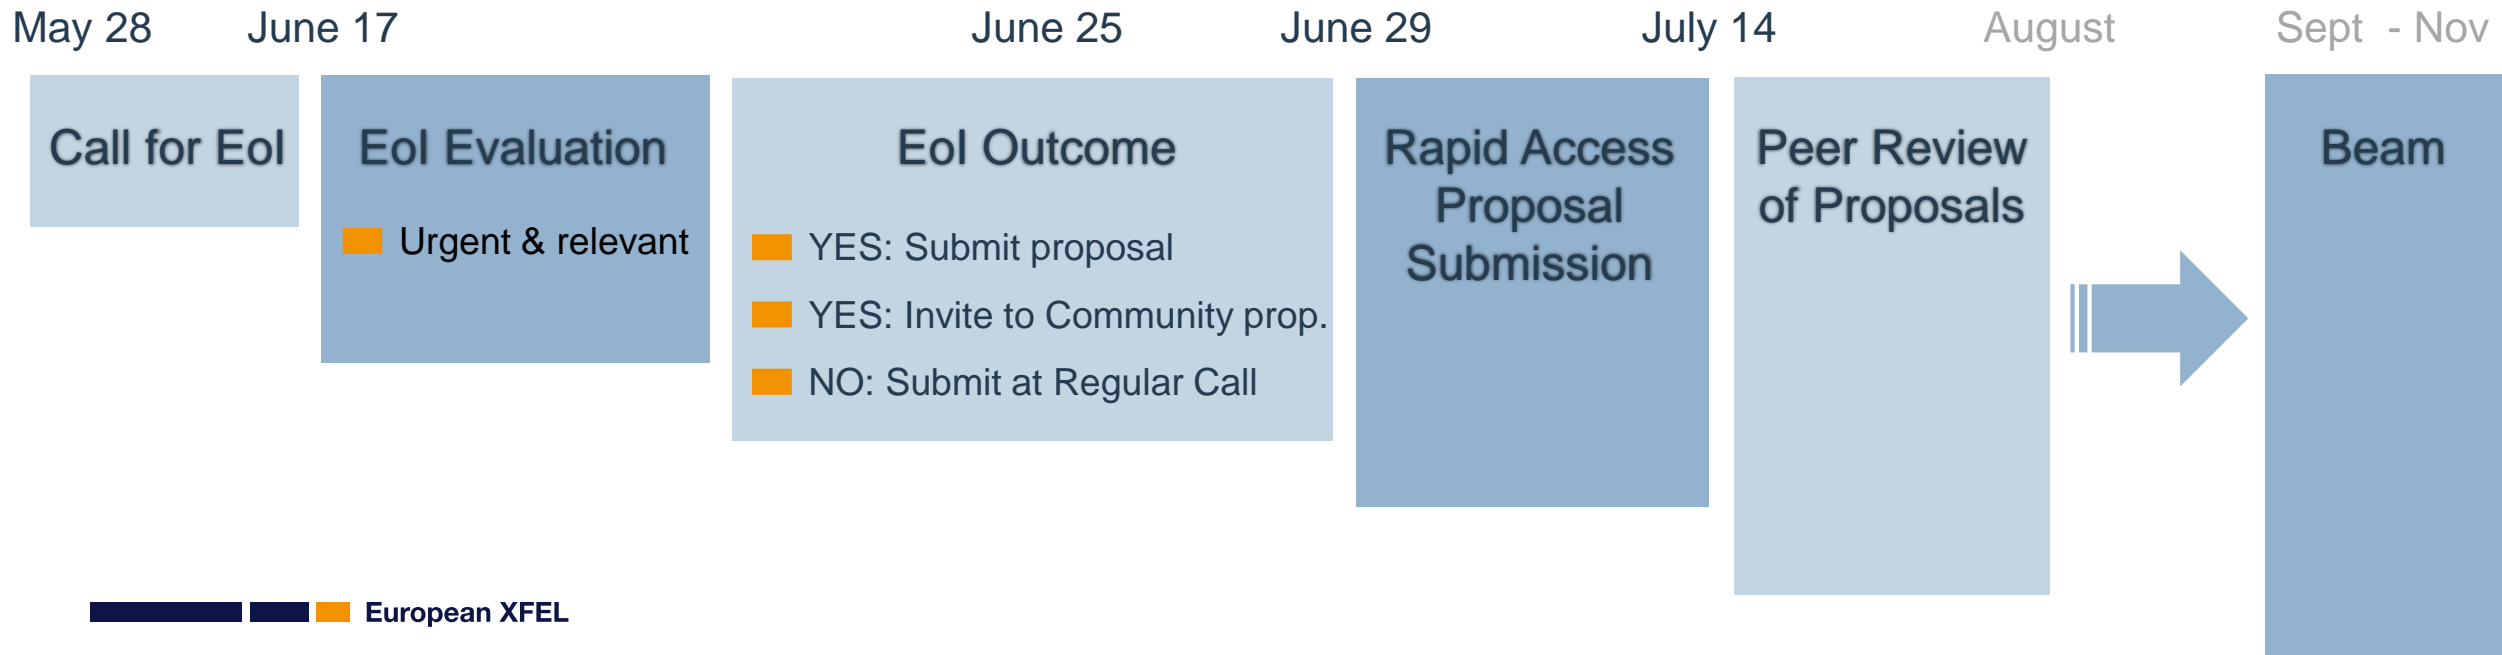 May 28
June 17
June 25
June 29
July 14
August
Sept - Nov
Call for EoI
EoI Evaluation
Urgent & relevant
EoI Outcome
YES: Submit proposal
YES: Invite to Community prop.
NO: Submit at Regular Call
Rapid Access
Proposal
Submission
Peer Review
of Proposals
Beam
European XFEL